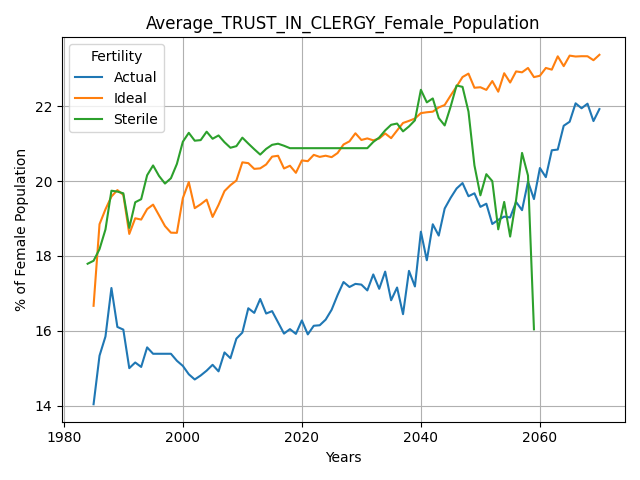 Average_TRUST_IN_CLERGY_Female_Population
Fertility
Actual
Ideal
Sterile
% of Female Population
22
20
18
16
14
1980
2000
2020
2040
2060
Years